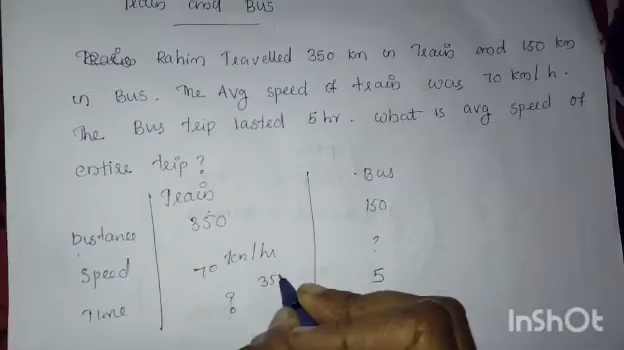 Train and Bus
Rahim Travelled 350 km in Train and 150 km
in Bus. The Avg speed of train was 70 km/h.
The Bus trip lasted 5 hr. What is avg speed of
entire trip?
Train Bus
Distance 350 150
Speed 70 km/hr ?
Time ? 35 5
InShOt